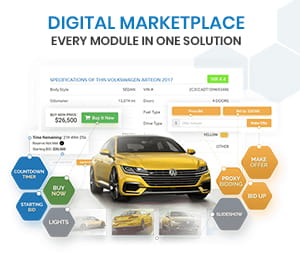 DIGITAL MARKETPLACE
EVERY MODULE IN ONE SOLUTION
SPECIFICATIONS OF THIS VOLKSWAGEN ARTEON 2017
Body Style
SEDAN
VIN #
Odometer
Doors
4 DOORS
BUY NOW PRICE
$26,500
Buy It Now
Fuel
Drive Type
Time Remaining:
YELLOW
OTHER
COUNTDOWN
TIMER
BUY
NOW
STARTING
BID
LIGHTS
MAKE
OFFER
PROXY
BIDDING
BID UP
SLIDESHOW